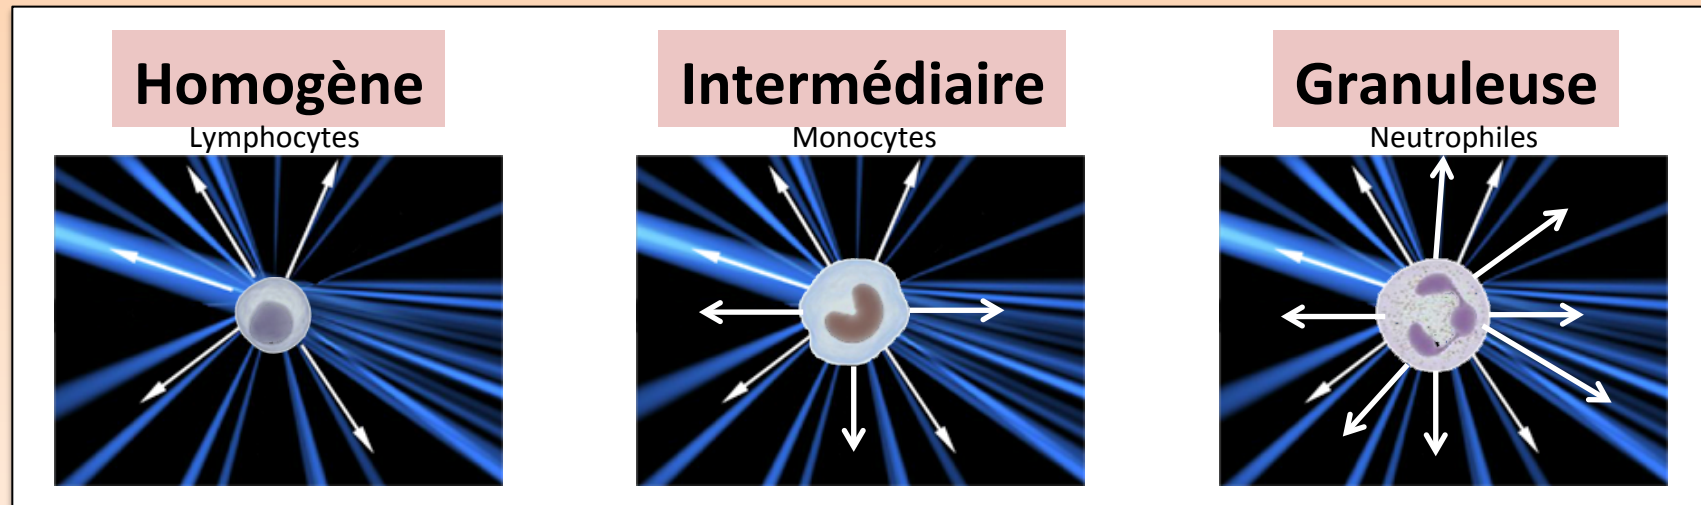 Homogène
Lymphocytes
Intermédiaire
Monocytes
Granuleuse
Neutrophiles